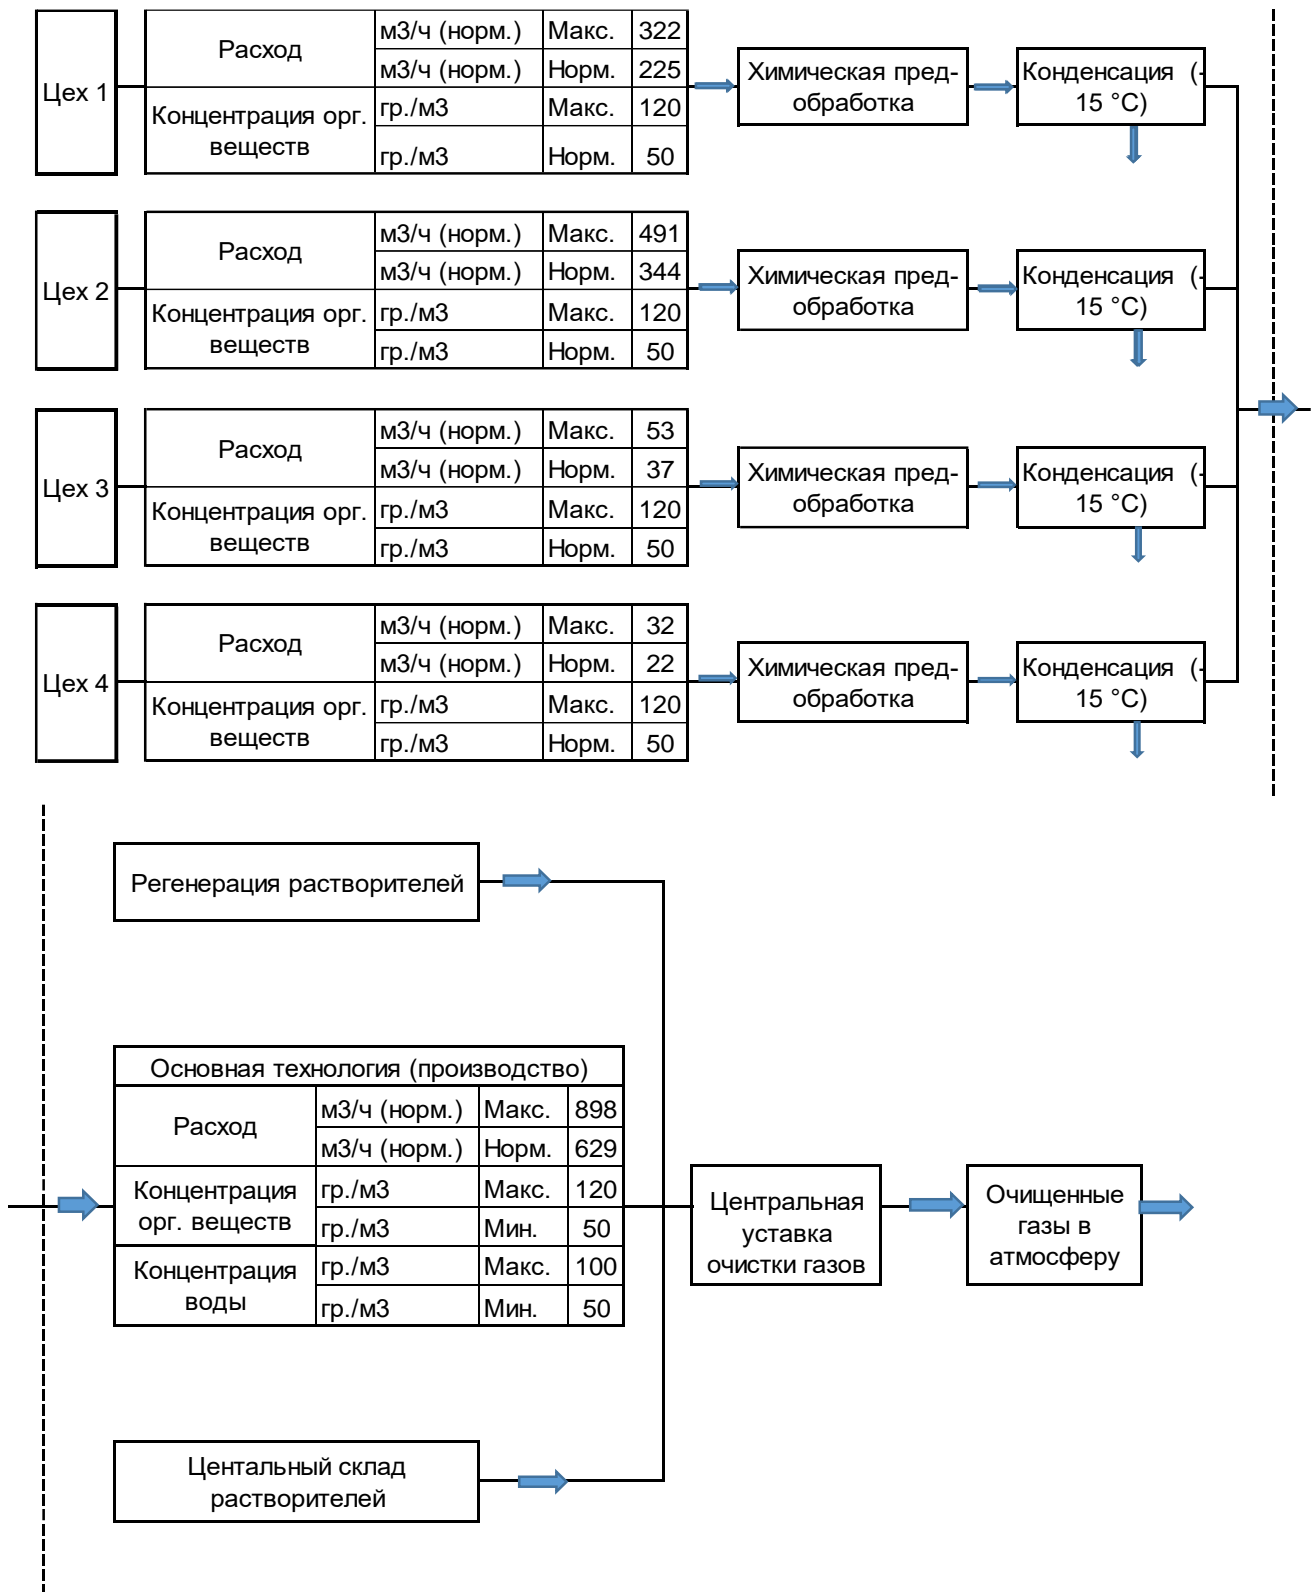 Цех 1
Расход
м3/ч (норм.) Макс. 322
м3/ч (норм.) Норм. 225
Концентрация орг.
веществ
гр./м3 Макс. 120
гр./м3 Норм. 50
Химическая пред-
обработка
Конденсация (-
15 °C)
Цех 2
Расход
м3/ч (норм.) Макс. 491
м3/ч (норм.) Норм. 344
Концентрация орг.
веществ
гр./м3 Макс. 120
гр./м3 Норм. 50
Химическая пред-
обработка
Конденсация (-
15 °C)
Цех 3
Расход
м3/ч (норм.) Макс. 53
м3/ч (норм.) Норм. 37
Концентрация орг.
веществ
гр./м3 Макс. 120
гр./м3 Норм. 50
Химическая пред-
обработка
Конденсация (-
15 °C)
Цех 4
Расход
м3/ч (норм.) Макс. 32
м3/ч (норм.) Норм. 22
Концентрация орг.
веществ
гр./м3 Макс. 120
гр./м3 Норм. 50
Химическая пред-
обработка
Конденсация (-
15 °C)
Регенерация растворителей
Основная технология (производство)
Расход
м3/ч (норм.) Макс. 898
м3/ч (норм.) Норм. 629
Концентрация
орг. веществ
гр./м3 Макс. 120
гр./м3 Мин. 50
Концентрация
воды
гр./м3 Макс. 100
гр./м3 Мин. 50
Центральная
уставка
очистки газов
Очищенные
газы в
атмосферу
Центальный склад
растворителей